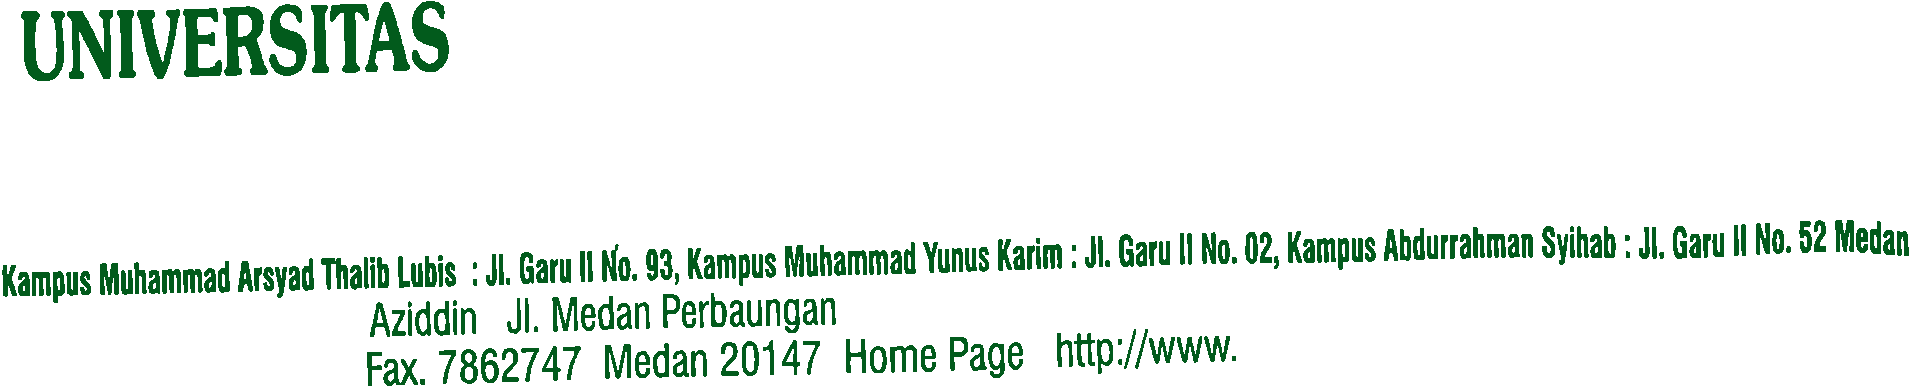 UNIVERSITAS
Kampus Muhammad Arsyad Thalib Lubis : Jl. Garu II No. 93, Kampus Muhammad Yunus Karim : Jl. Garu II No. 02, Kampus Abdurrahman Syihab : Jl. Garu II No. 52 Medan
Aziddin Jl. Medan Perbaungan
Fax. 7862747 Medan 20147 Home Page http://www.